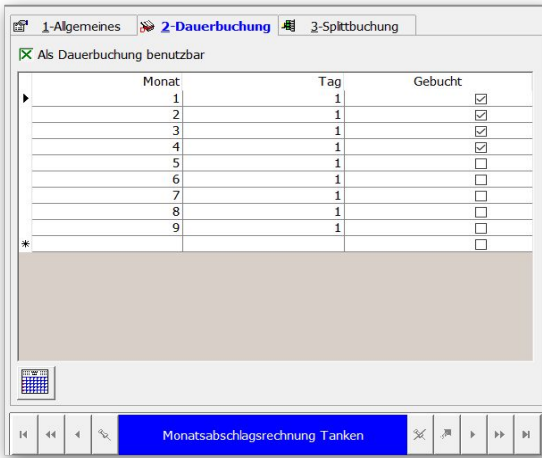 1-Allgemeines 2-Dauerbuchung 3-Splittbuchung
Als Dauerbuchung benutzbar
Monat Tag Gebucht
1 1
2 1
3 1
4 1
5 1
6 1
7 1
8 1
9 1
Monatsabschlagsrechnung Tanken